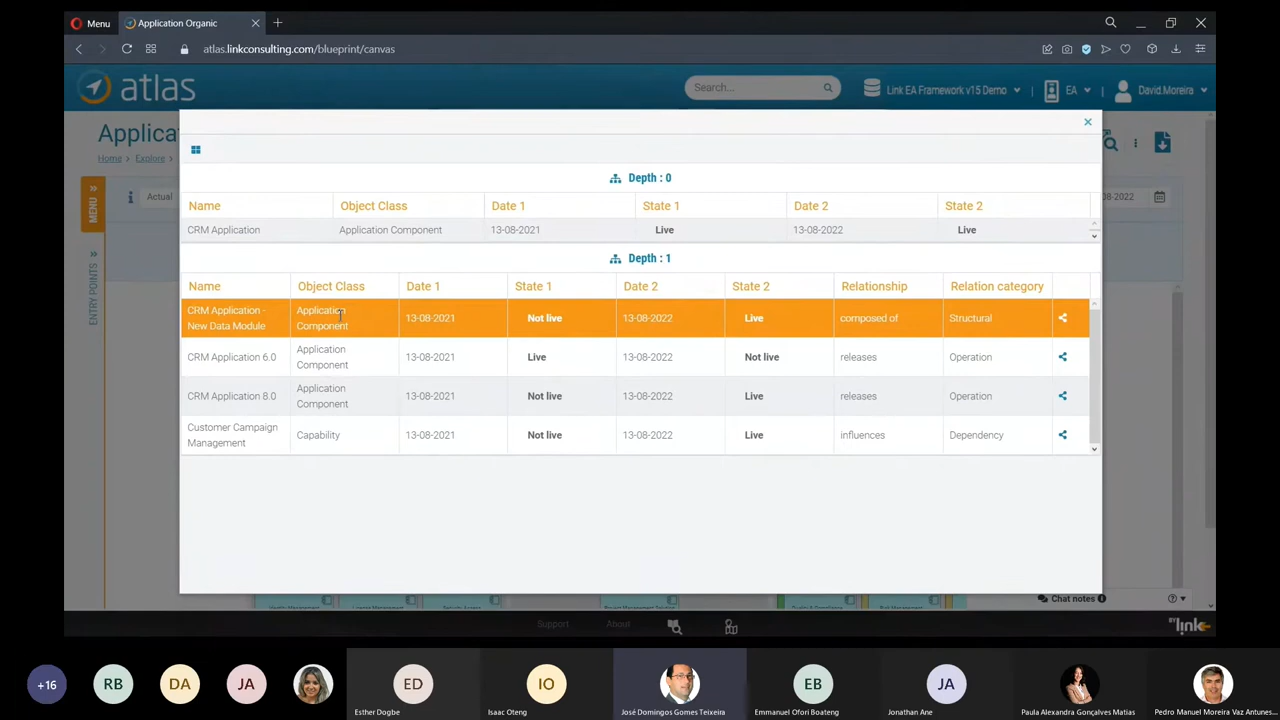 Menu
Application Organic
atlas.linkconsulting.com/blueprint/canvas
atlas
Search...
Link EA Framework v15 Demo
EA
David.Moreira
Applica
Home > Explore >
MENU
Actual
08-2022
ENTRY POINTS
Depth : 0
Name Object Class Date 1 State 1 Date 2 State 2
CRM Application Application Component 13-08-2021 Live 13-08-2022 Live
Depth : 1
Name Object Class Date 1 State 1 Date 2 State 2 Relationship Relation category
CRM Application -
New Data Module
Application
Component
13-08-2021 Not live 13-08-2022 Live composed of Structural
CRM Application 6.0
Application
Component
13-08-2021 Live 13-08-2022 Not live releases Operation
CRM Application 8.0
Application
Component
13-08-2021 Not live 13-08-2022 Live releases Operation
Customer Campaign
Management
Capability 13-08-2021 Not live 13-08-2022 Live influences Dependency
Chat notes
Support About
BY link
+16 RB DA JA ED IO EB JA
Esther Dogbe Isaac Oteng José Domingos Gomes Teixeira Emmanuel Ofori Boateng Jonathan Ane Paula Alexandra Gonçalves Matias Pedro Manuel Moreira Vaz Antunes...